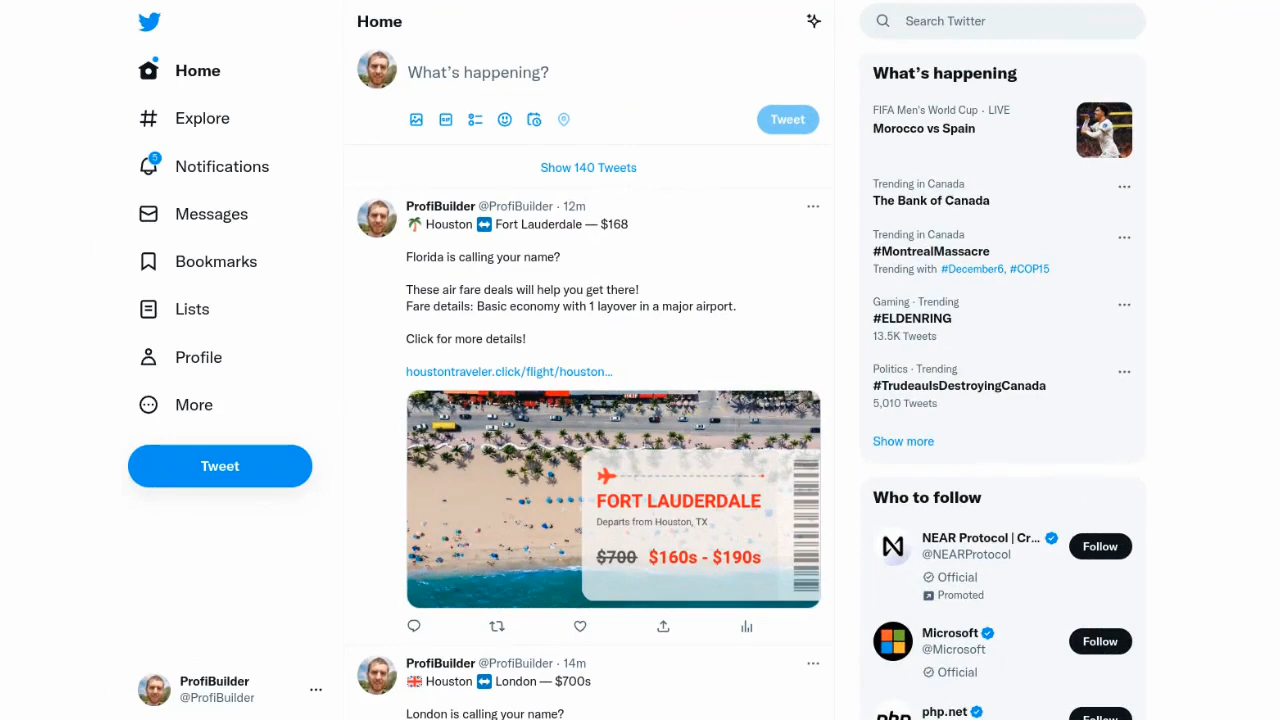 Home
Explore
5
Notifications
Messages
Bookmarks
Lists
Profile
More
Tweet
ProfiBuilder
@ProfiBuilder
Home
What's happening?
GIF
Tweet
Show 140 Tweets
ProfiBuilder @ProfiBuilder · 12m
🌴 Houston ↔️ Fort Lauderdale — $168
Florida is calling your name?
These air fare deals will help you get there!
Fare details: Basic economy with 1 layover in a major airport.
Click for more details!
houstontraveler.click/flight/houston...
FORT LAUDERDALE
Departs from Houston, TX
$700 $160s - $190s
ProfiBuilder @ProfiBuilder · 14m
🇬🇧 Houston ↔️ London — $700s
London is calling your name?
Search Twitter
What's happening
FIFA Men's World Cup · LIVE
Morocco vs Spain
Trending in Canada
The Bank of Canada
Trending in Canada
#MontrealMassacre
Trending with #December6, #COP15
Gaming · Trending
#ELDENRING
13.5K Tweets
Politics · Trending
#TrudeauIsDestroyingCanada
5,010 Tweets
Show more
Who to follow
NEAR Protocol | Cr...
@NEARProtocol
Official
Promoted
Follow
Microsoft
@Microsoft
Official
Follow
php
php.net
Follow